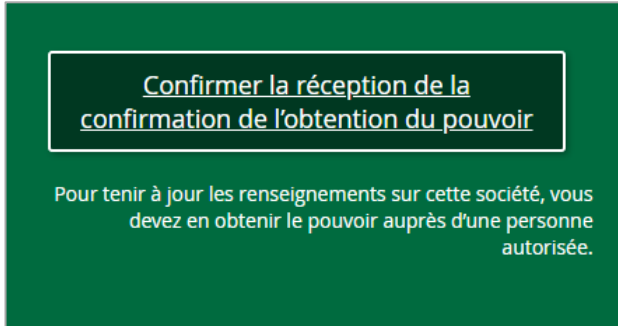 Confirmer la réception de la
confirmation de l’obtention du pouvoir
Pour tenir à jour les renseignements sur cette société, vous
devez en obtenir le pouvoir auprès d’une personne
autorisée.